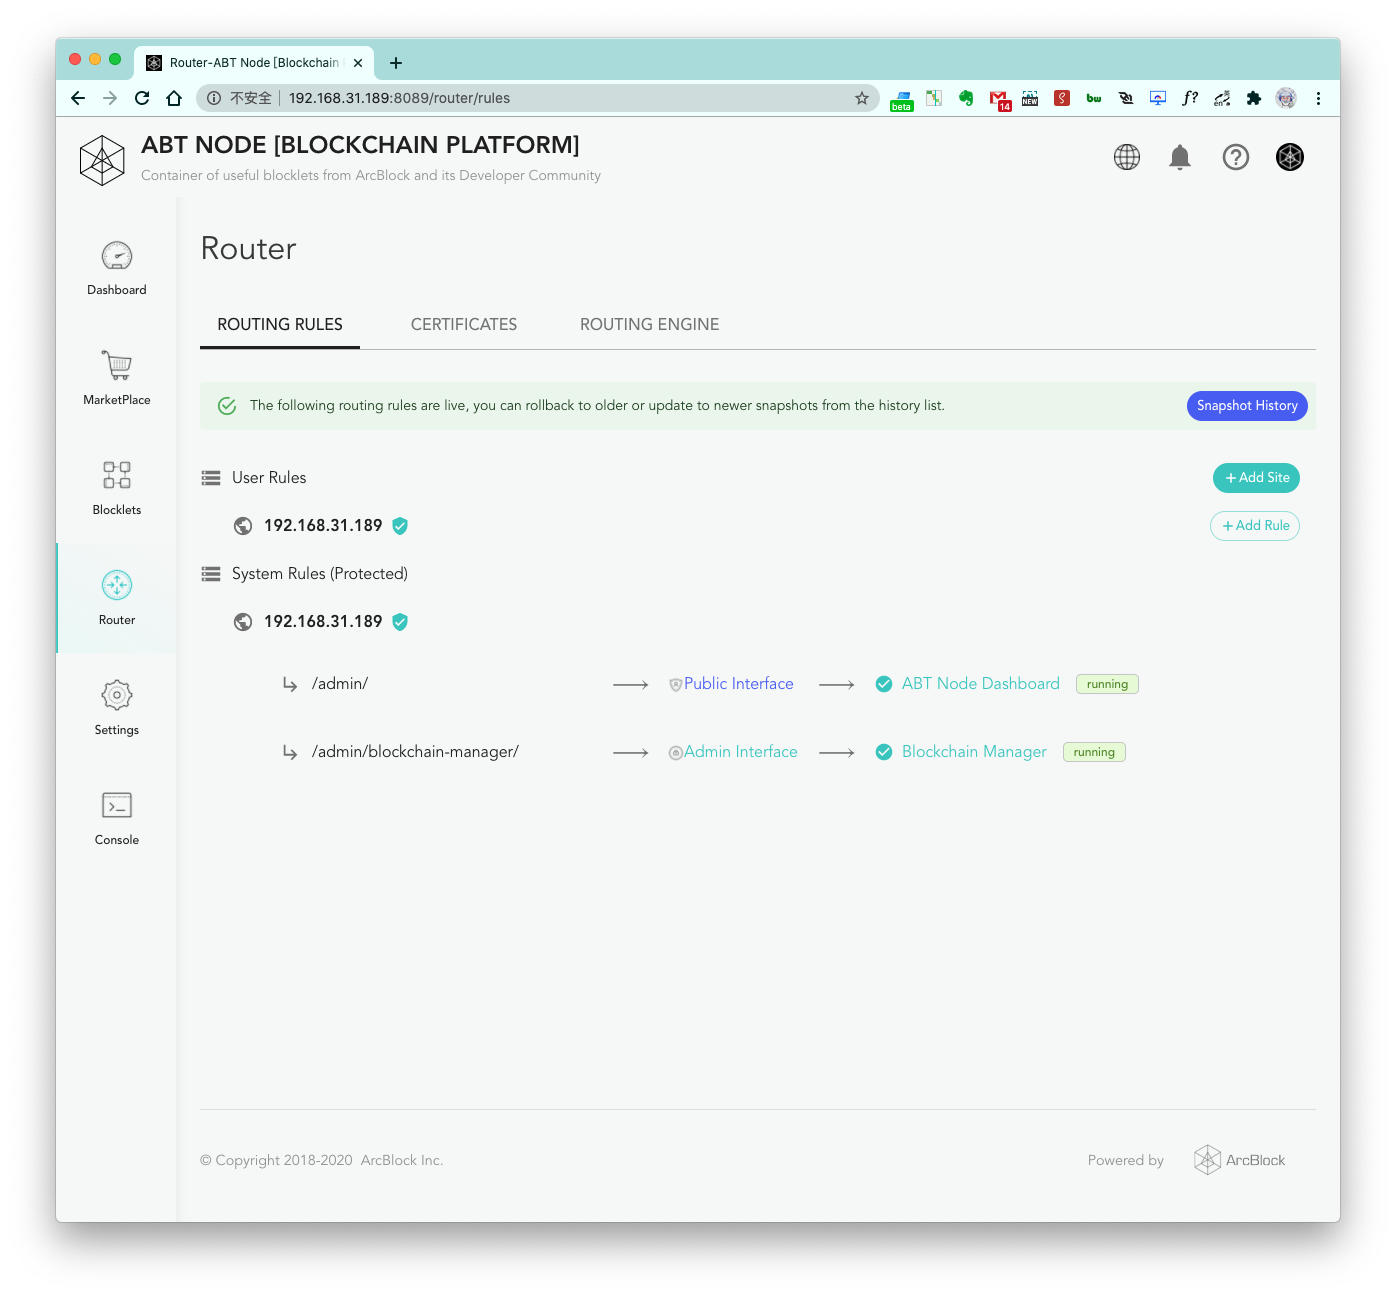 Router-ABT Node [Blockchain
不安全 192.168.31.189:8089/router/rules
beta
14
NEW
bw
f?
ABT NODE [BLOCKCHAIN PLATFORM]
Container of useful blocklets from ArcBlock and its Developer Community
Dashboard
MarketPlace
Blocklets
Router
Settings
Console
Router
ROUTING RULES CERTIFICATES ROUTING ENGINE
The following routing rules are live, you can rollback to older or update to newer snapshots from the history list. Snapshot History
User Rules + Add Site
192.168.31.189 + Add Rule
System Rules (Protected)
192.168.31.189
/admin/ Public Interface ABT Node Dashboard running
/admin/blockchain-manager/ Admin Interface Blockchain Manager running
© Copyright 2018-2020 ArcBlock Inc. Powered by ArcBlock